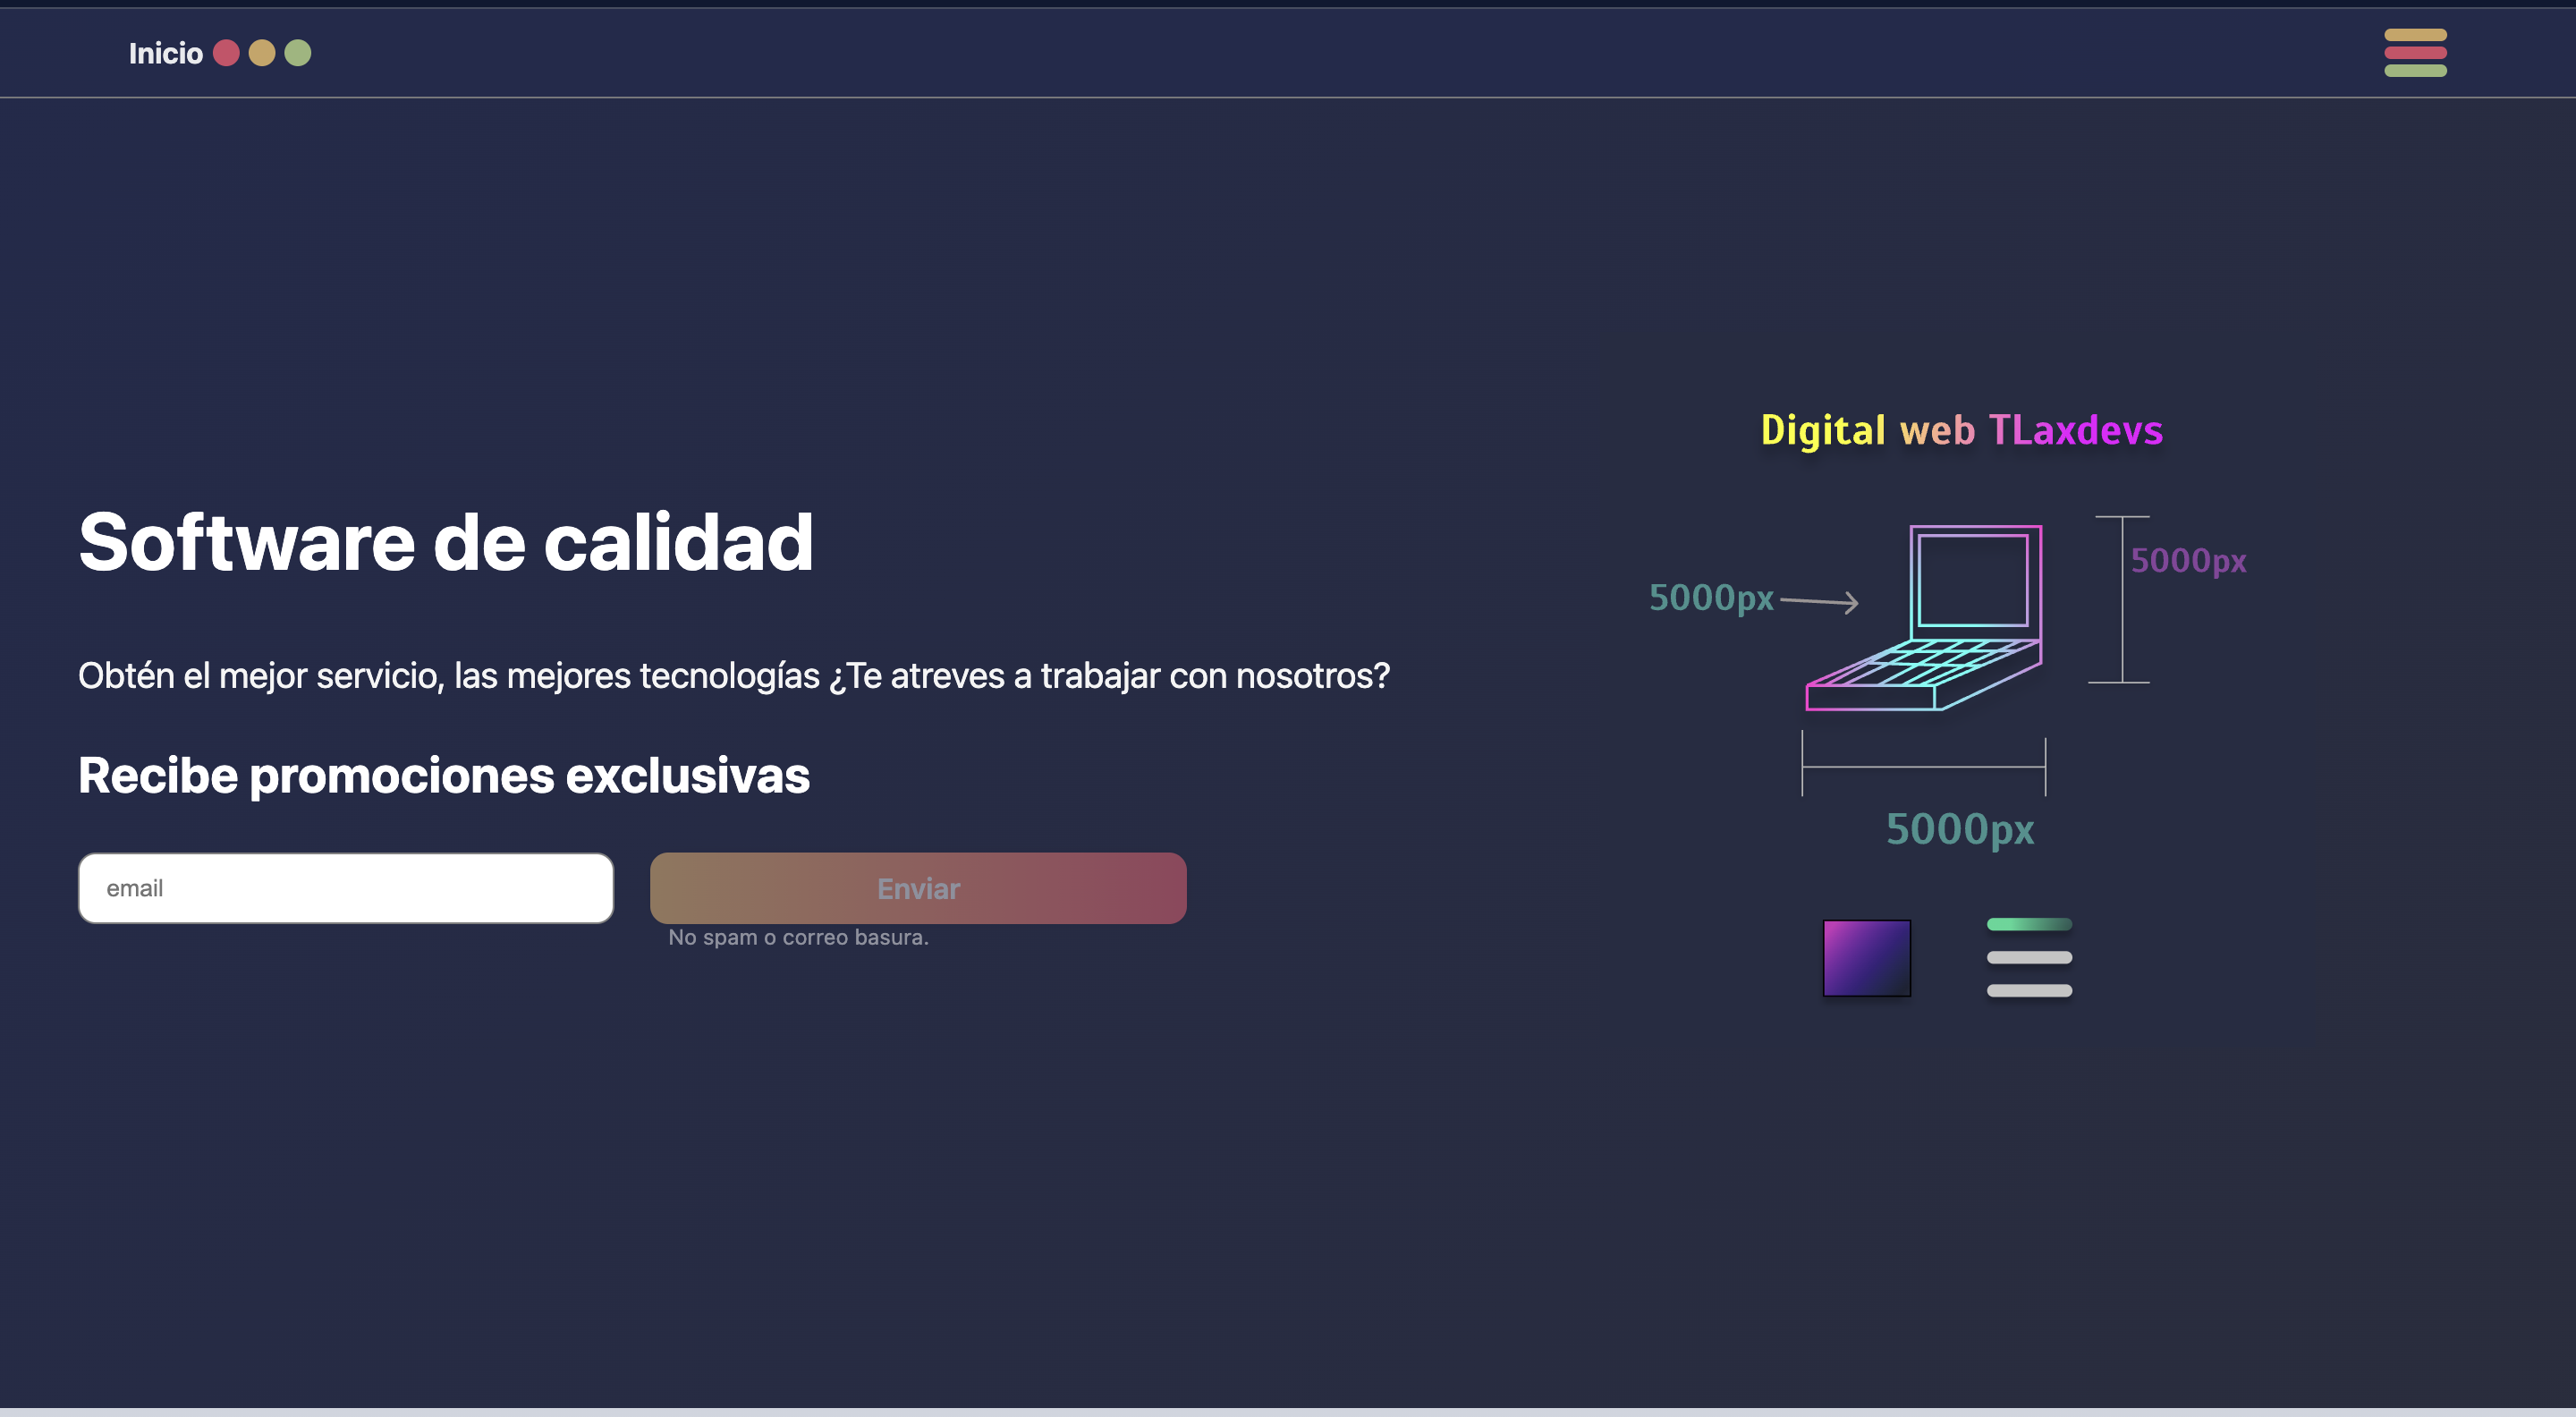 Inicio
Software de calidad
Obtén el mejor servicio, las mejores tecnologías ¿Te atreves a trabajar con nosotros?
Recibe promociones exclusivas
email
Enviar
No spam o correo basura.
Digital web TLaxdevs
5000px
5000px
5000px